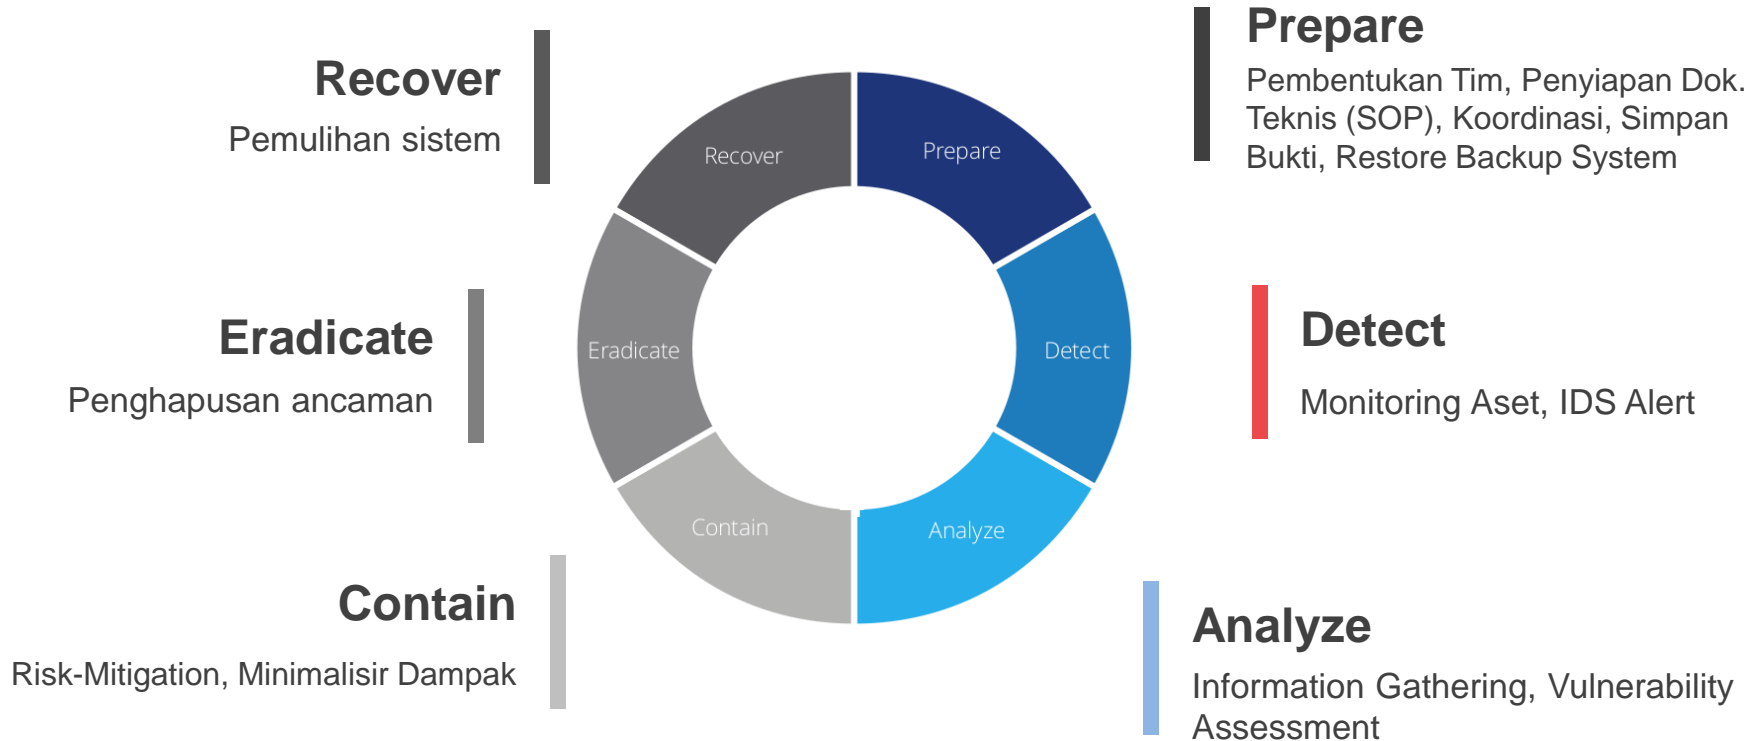 Prepare
Pembentukan Tim, Penyiapan Dok.
Teknis (SOP), Koordinasi, Simpan
Bukti, Restore Backup System
Detect
Monitoring Aset, IDS Alert
Analyze
Information Gathering, Vulnerability
Assessment
Contain
Risk-Mitigation, Minimalisir Dampak
Eradicate
Penghapusan ancaman
Recover
Pemulihan sistem
Prepare
Detect
Analyze
Contain
Eradicate
Recover